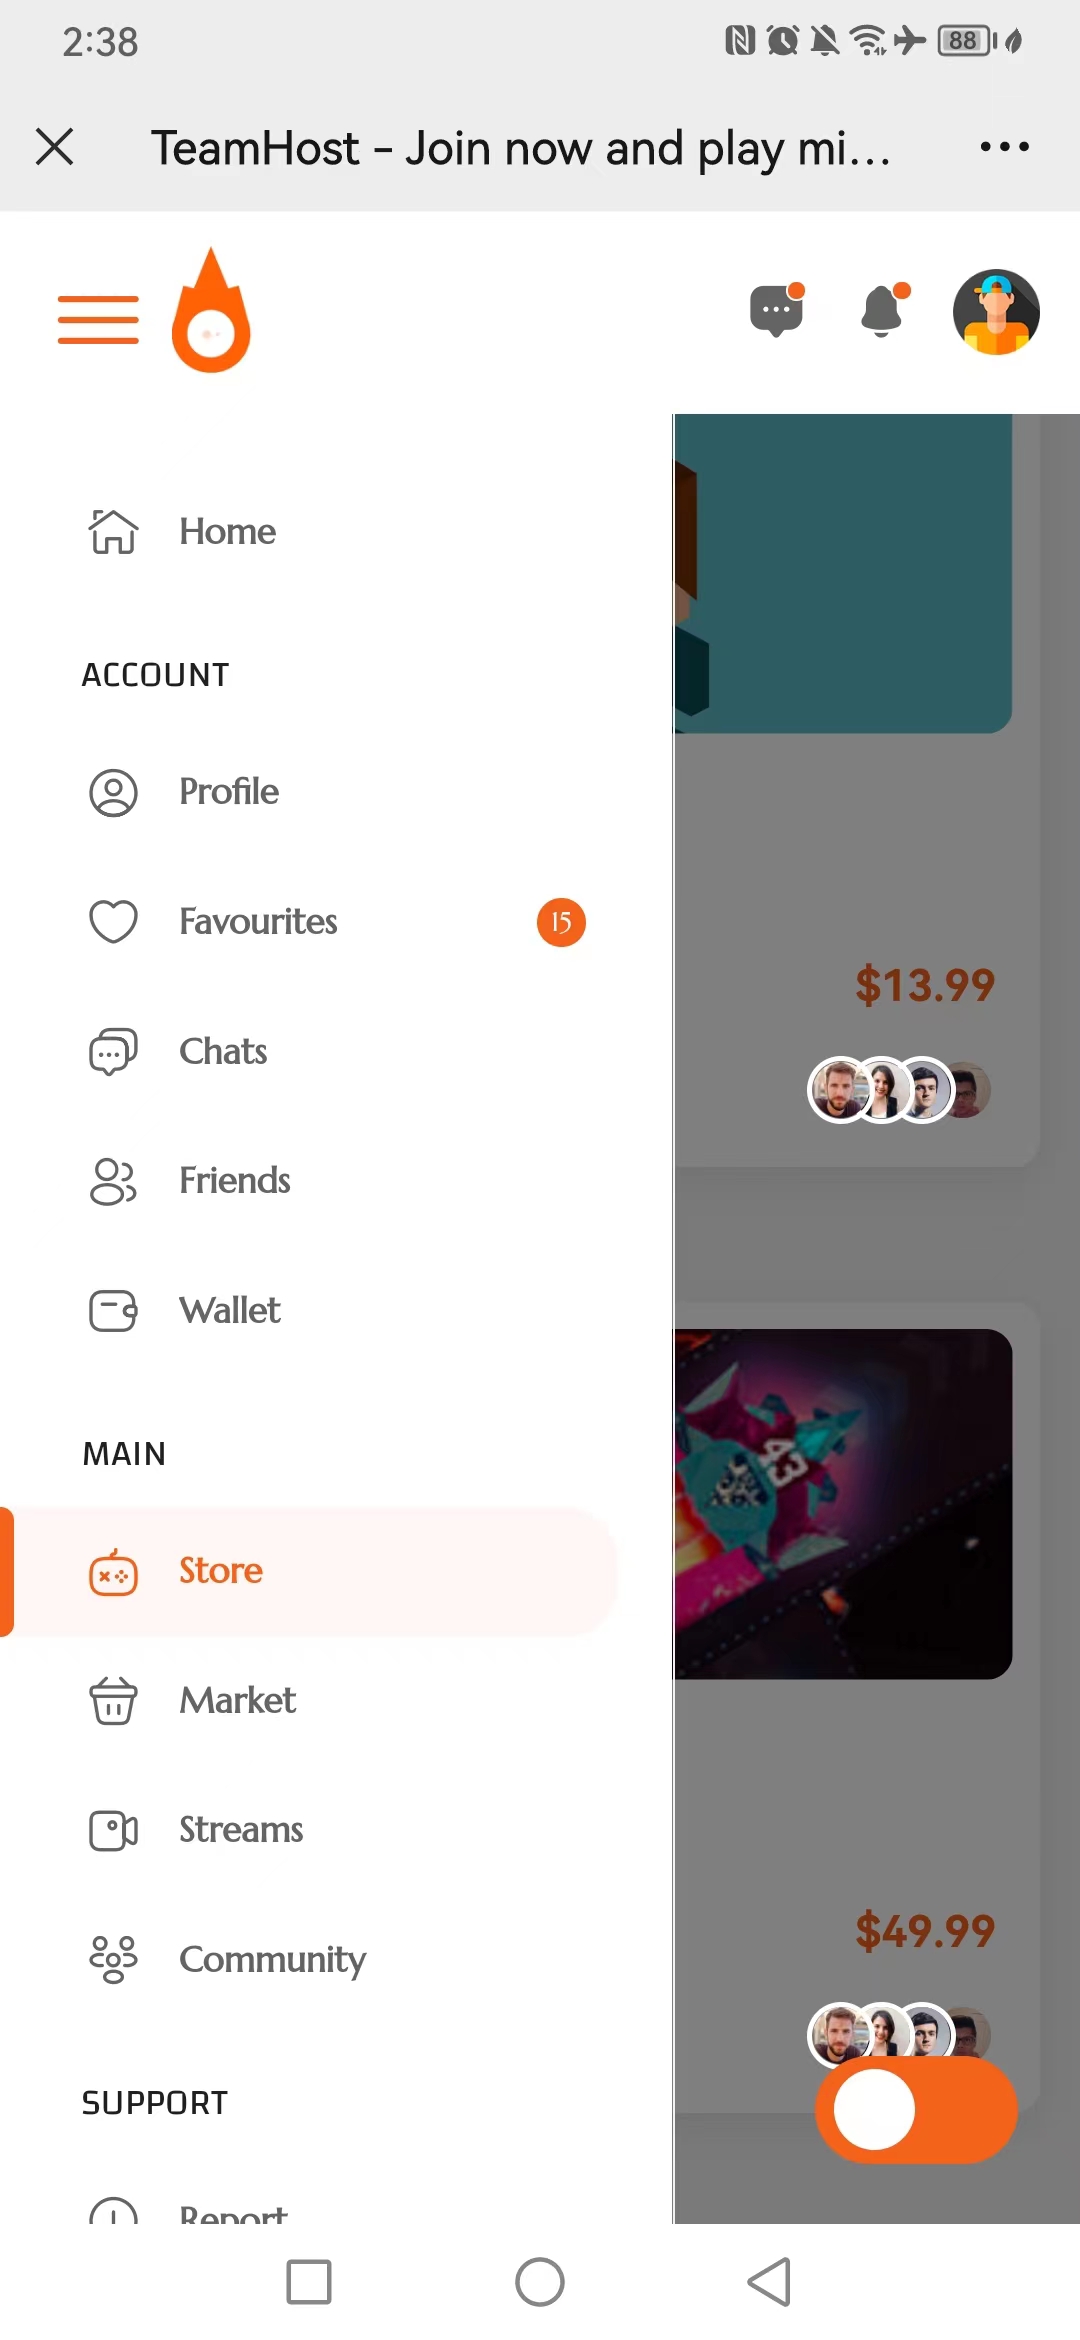 2:38
88
TeamHost - Join now and play mi...
Home
ACCOUNT
Profile
Favourites
15
Chats
$13.99
Friends
Wallet
MAIN
43
Store
Market
Streams
$49.99
Community
SUPPORT
Report